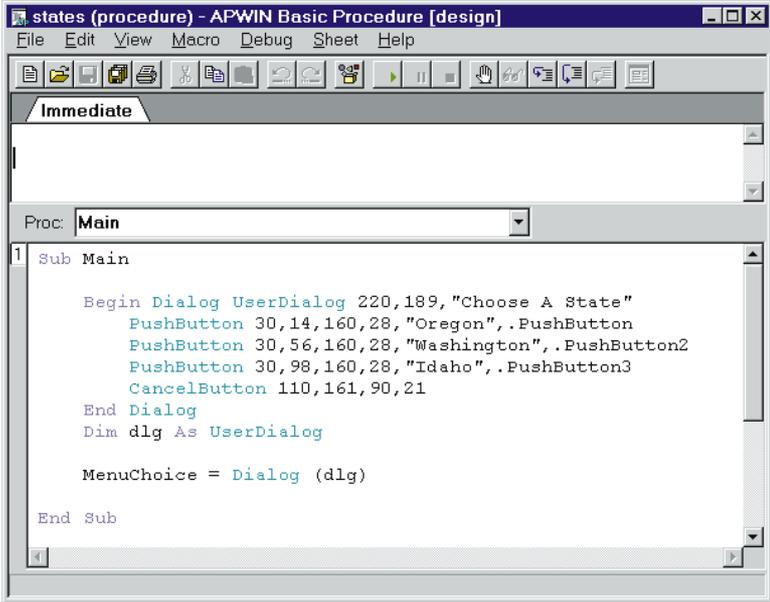 states (procedure) - APWIN Basic Procedure [design]
File Edit View Macro Debug Sheet Help
Immediate
Proc: Main
1
Sub Main
Begin Dialog UserDialog 220,189,"Choose A State"
PushButton 30,14,160,28,"Oregon",.PushButton
PushButton 30,56,160,28,"Washington",.PushButton2
PushButton 30,98,160,28,"Idaho",.PushButton3
CancelButton 110,161,90,21
End Dialog
Dim dlg As UserDialog
MenuChoice = Dialog (dlg)
End Sub